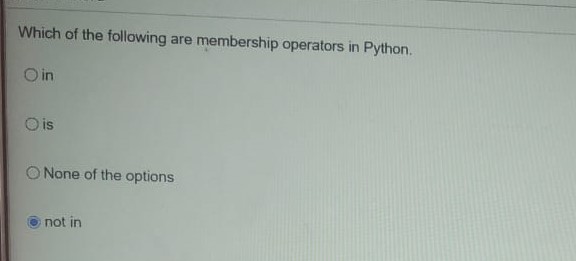 Which of the following are membership operators in Python.
in
is
None of the options
not in